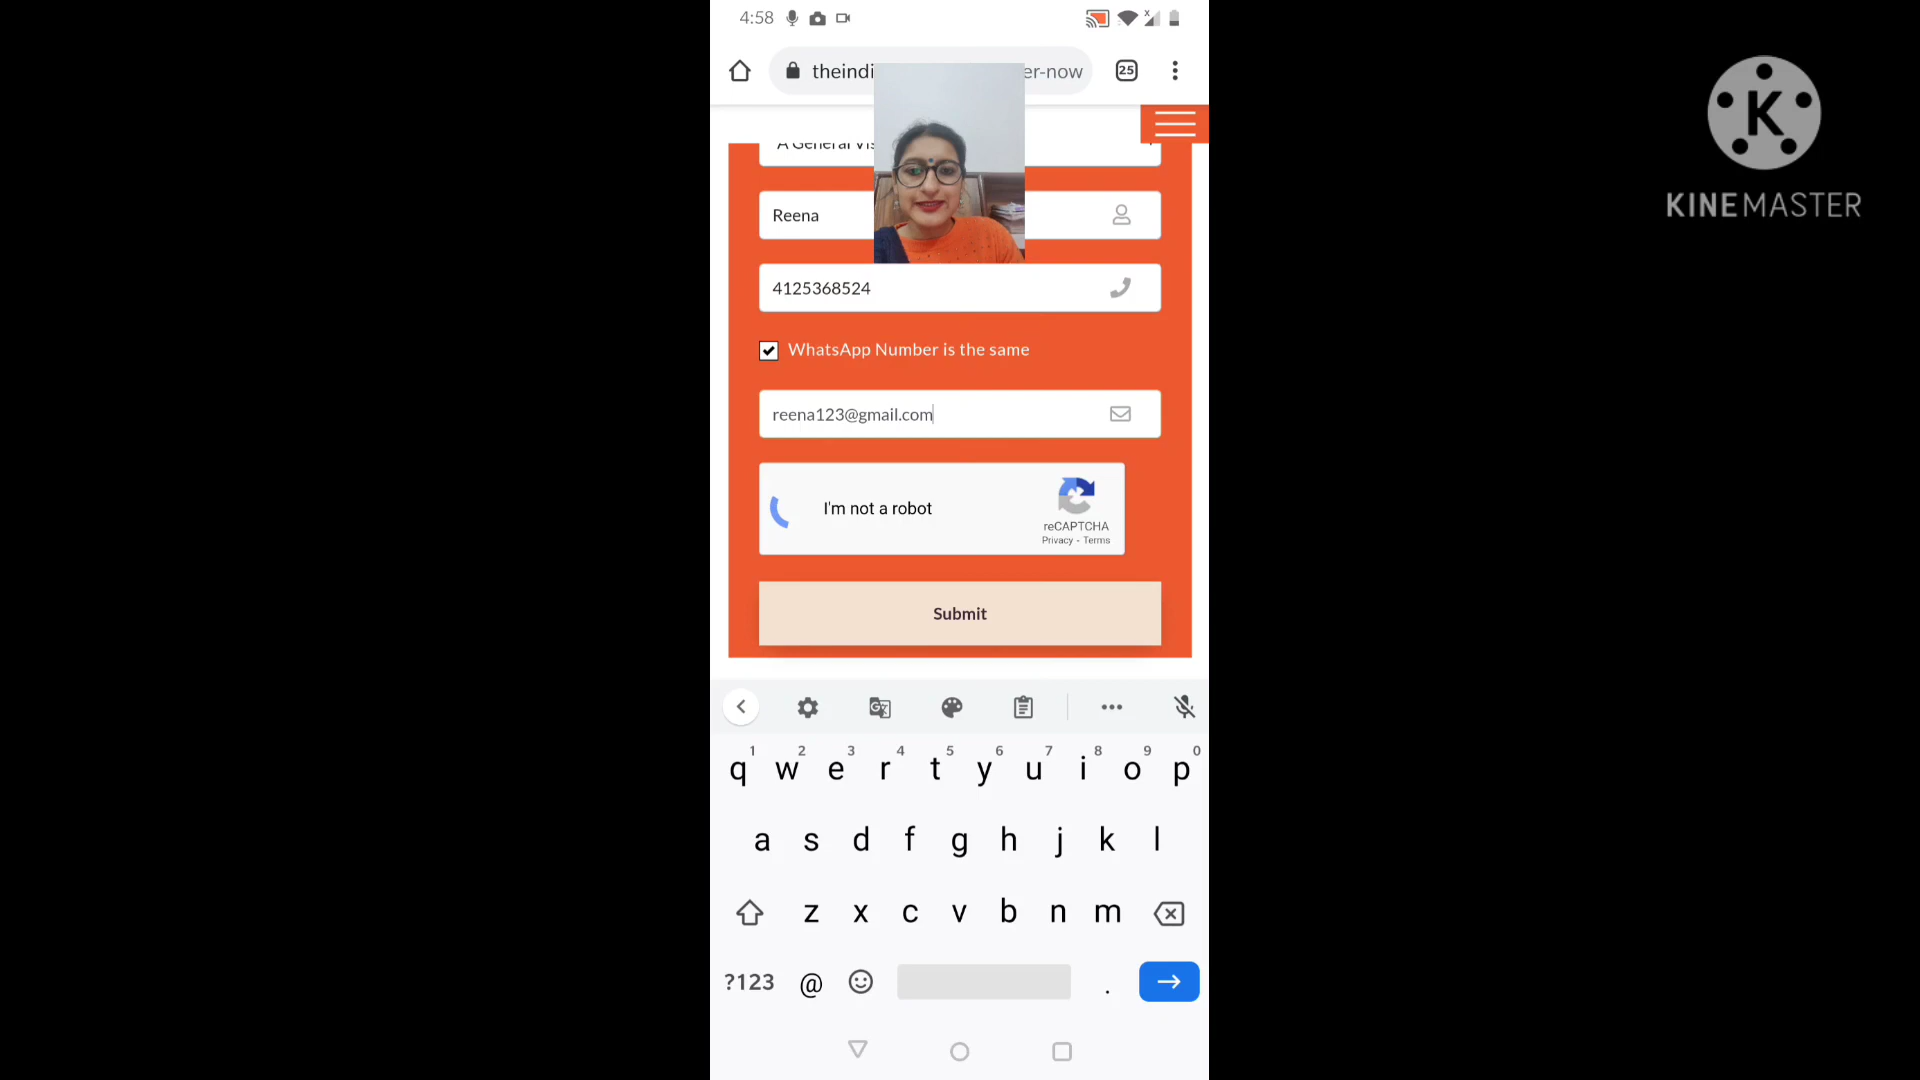 4:58
theindi er-now 25
KINEMASTER
A General Vis
Reena
4125368524
WhatsApp Number is the same
reena123@gmail.com
I'm not a robot
reCAPTCHA
Privacy - Terms
Submit
1 2 3 4 5 6 7 8 9 0
q w e r t y u i o p
a s d f g h j k l
z x c v b n m
?123 @ .